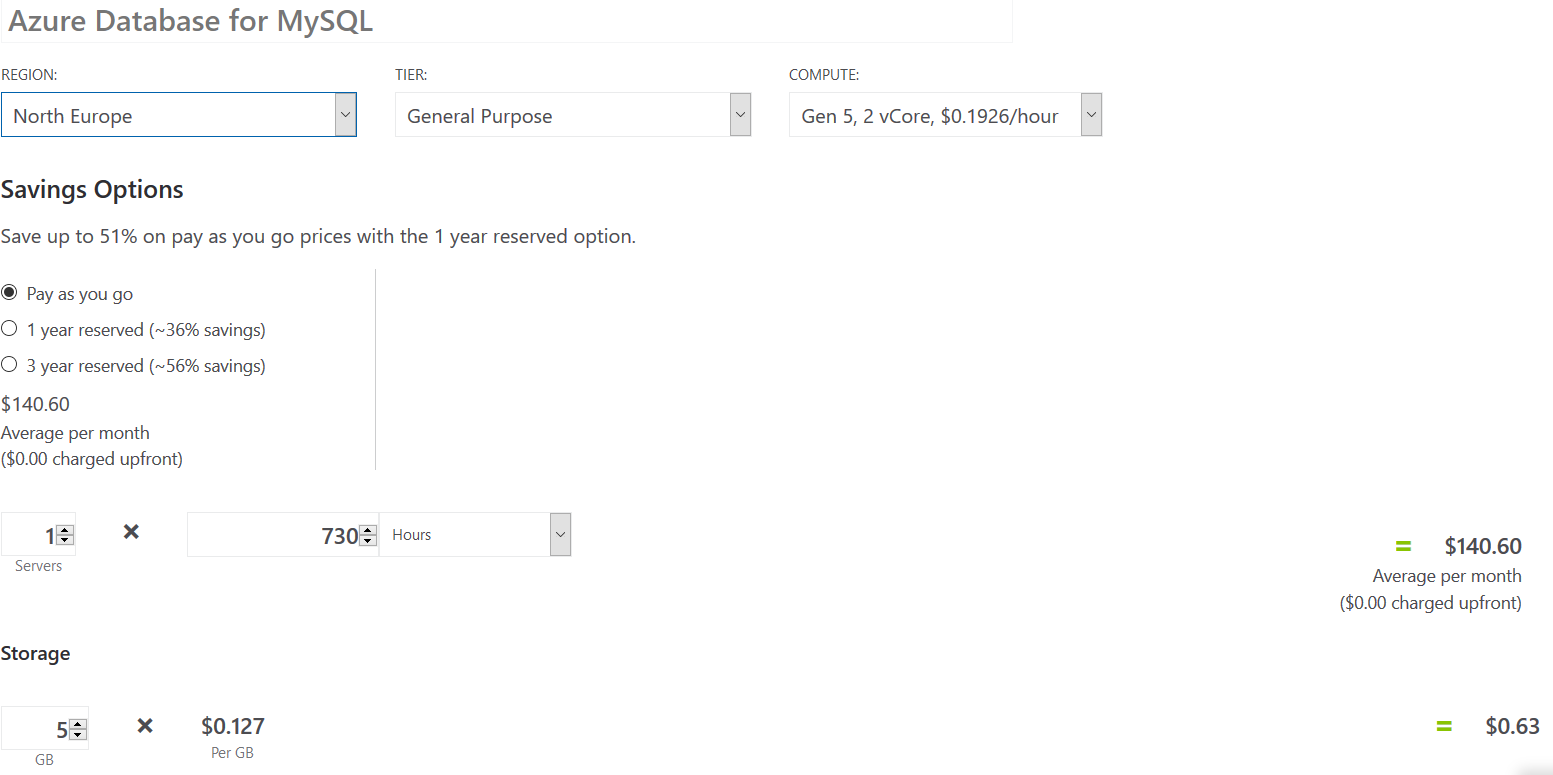 Azure Database for MySQL
REGION: TIER: COMPUTE:
North Europe General Purpose Gen 5, 2 vCore, $0.1926/hour
Savings Options
Save up to 51% on pay as you go prices with the 1 year reserved option.
Pay as you go
1 year reserved (~36% savings)
3 year reserved (~56% savings)
$140.60
Average per month
($0.00 charged upfront)
1 × 730 Hours
Servers
= $140.60
Average per month
($0.00 charged upfront)
Storage
5 × $0.127 = $0.63
GB Per GB